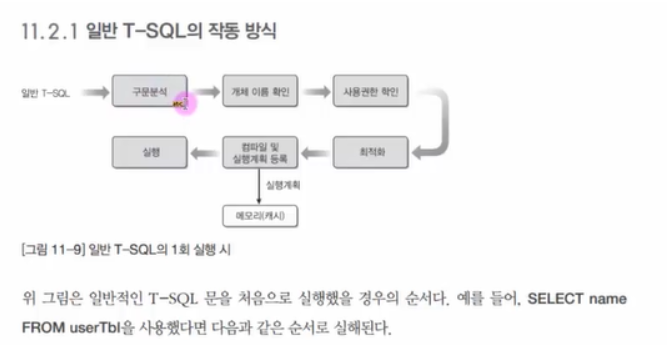 11.2.1 일반 T-SQL의 작동 방식
일반 T-SQL
구문분석
개체 이름 확인
사용권한 확인
실행
컴파일 및
실행계획 등록
최적화
실행계획
메모리(캐시)
[그림 11-9] 일반 T-SQL의 1회 실행 시
위 그림은 일반적인 T-SQL 문을 처음으로 실행했을 경우의 순서다. 예를 들어, SELECT name
FROM userTbl을 사용했다면 다음과 같은 순서로 실해된다.